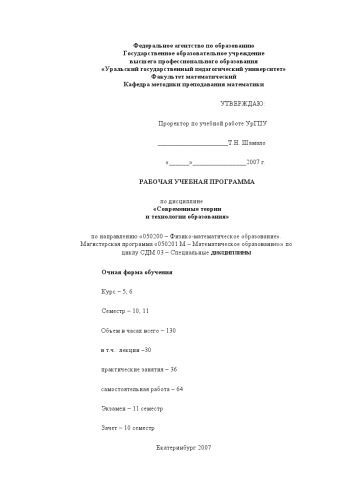 Федеральное агентство по образованию
Государственное образовательное учреждение
высшего профессионального образования
«Уральский государственный педагогический университет»
Факультет математический
Кафедра методики преподавания математики
УТВЕРЖДАЮ:
Проректор по учебной работе УрГПУ
______________________Т.Н. Шамало
«______»_________________2007 г.
РАБОЧАЯ УЧЕБНАЯ ПРОГРАММА
по дисциплине
«Современные теории
и технологии образования»
по направлению «050200 – Физико-математическое образование».
Магистерская программа «050201 М – Математическое образование» по
циклу СДМ.03 – Специальные дисциплины
Очная форма обучения
Курс – 5, 6
Семестр – 10, 11
Объем в часах всего – 130
в т.ч. лекции –30
практические занятия – 36
самостоятельная работа – 64
Экзамен – 11 семестр
Зачет – 10 семестр
Екатеринбург 2007